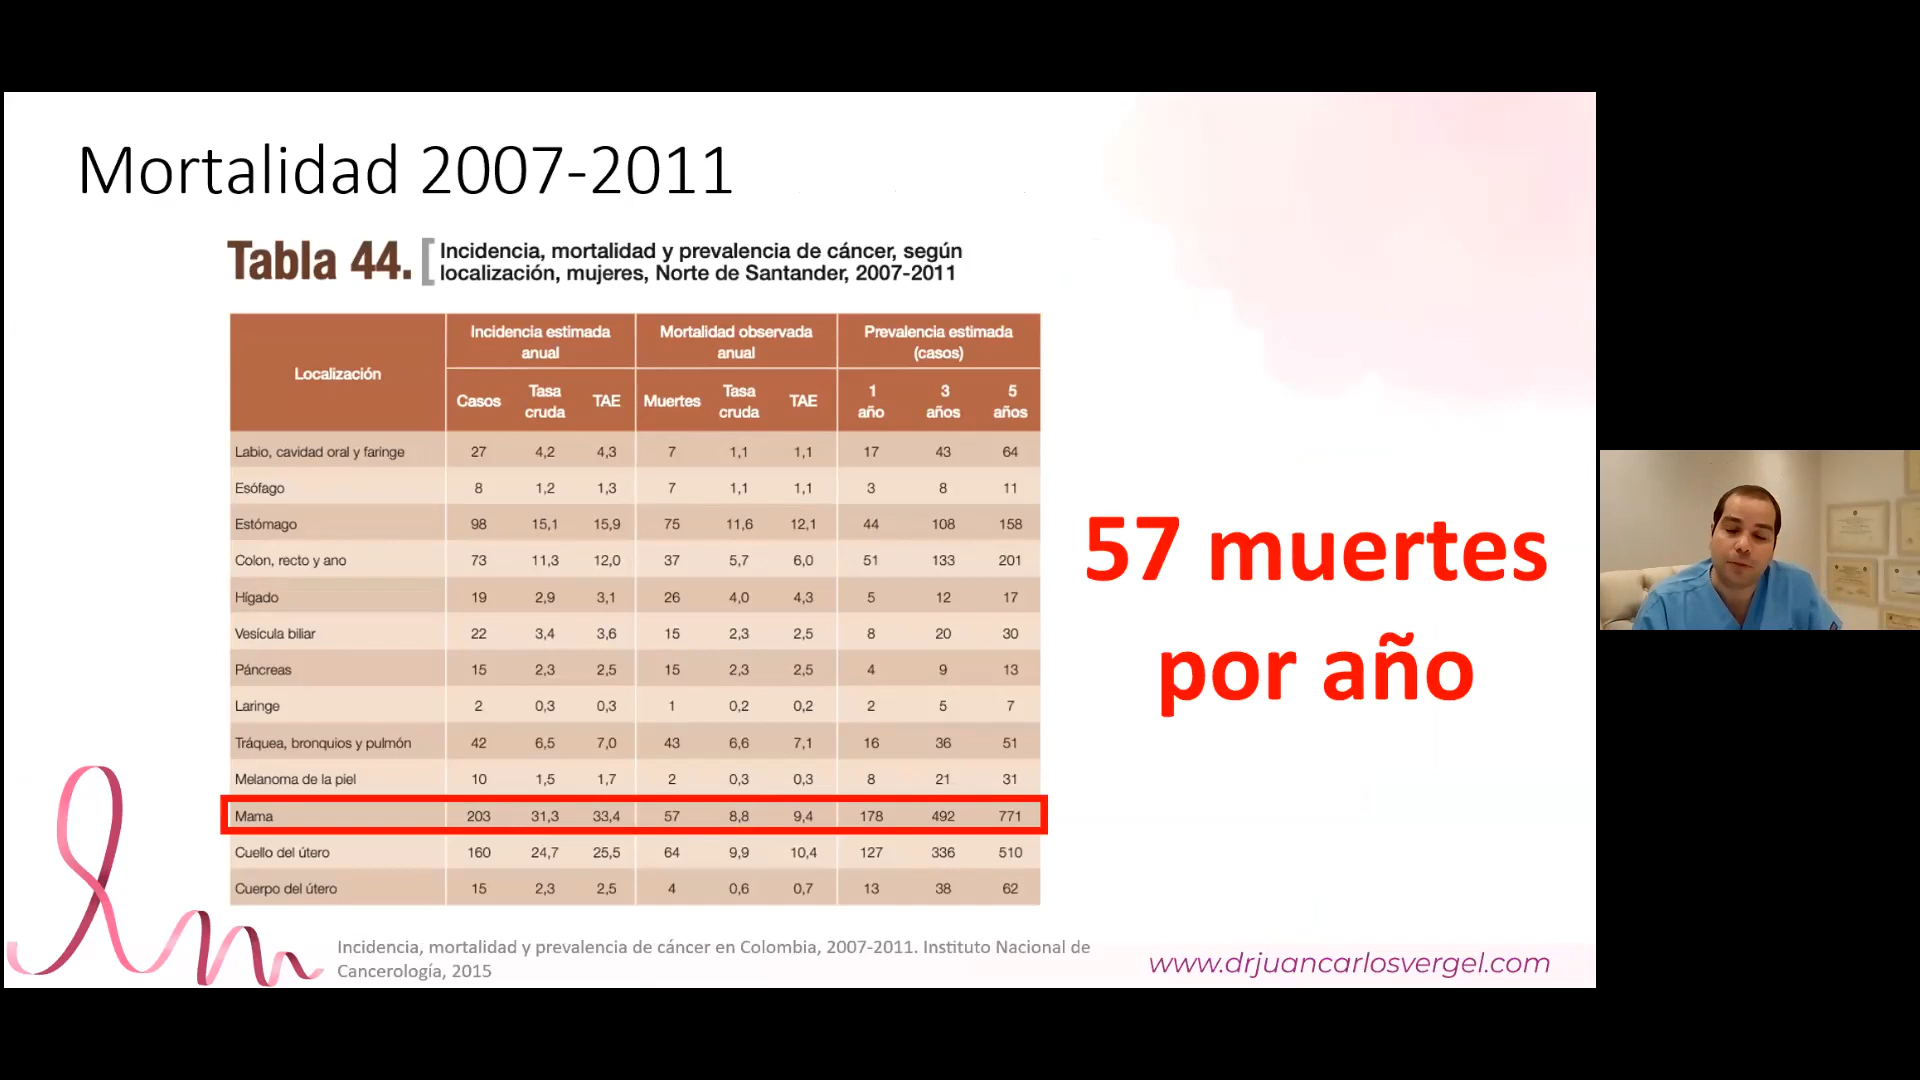 Mortalidad 2007-2011
Tabla 44.
Incidencia, mortalidad y prevalencia de cáncer, según
localización, mujeres, Norte de Santander, 2007-2011
Localización
Incidencia estimada
anual
Mortalidad observada
anual
Prevalencia estimada
(casos)
Casos Tasa cruda TAE Muertes Tasa cruda TAE 1 año 3 años 5 años
Labio, cavidad oral y faringe 27 4,2 4,3 7 1,1 1,1 17 43 64
Esófago 8 1,2 1,3 7 1,1 1,1 3 8 11
Estómago 98 15,1 15,9 75 11,6 12,1 44 108 158
Colon, recto y ano 73 11,3 12,0 37 5,7 6,0 51 133 201
Hígado 19 2,9 3,1 26 4,0 4,3 5 12 17
Vesícula biliar 22 3,4 3,6 15 2,3 2,5 8 20 30
Páncreas 15 2,3 2,5 15 2,3 2,5 4 9 13
Laringe 2 0,3 0,3 1 0,2 0,2 2 5 7
Tráquea, bronquios y pulmón 42 6,5 7,0 43 6,6 7,1 16 36 51
Melanoma de la piel 10 1,5 1,7 2 0,3 0,3 8 21 31
Mama 203 31,3 33,4 57 8,8 9,4 178 492 771
Cuello del útero 160 24,7 25,5 64 9,9 10,4 127 336 510
Cuerpo del útero 15 2,3 2,5 4 0,6 0,7 13 38 62
57 muertes
por año
Incidencia, mortalidad y prevalencia de cáncer en Colombia, 2007-2011. Instituto Nacional de
Cancerología, 2015
www.drjuancarlosvergel.com